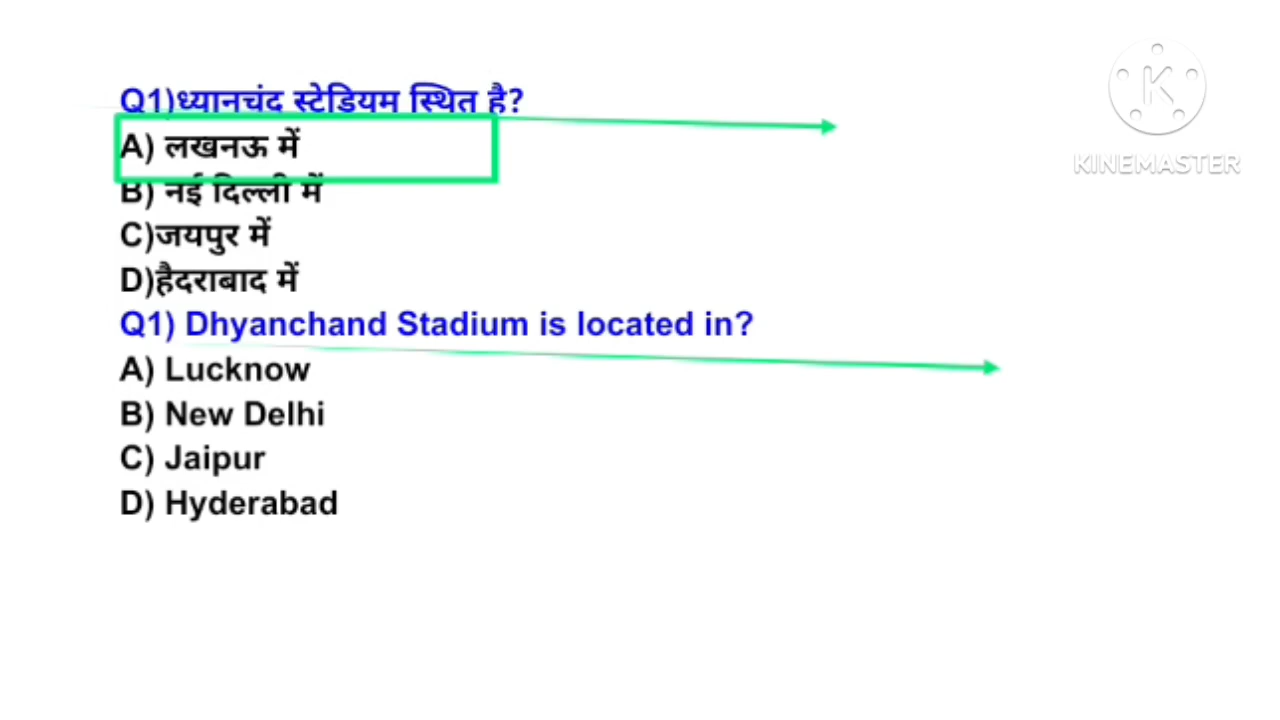 Q1)ध्यानचंद स्टेडियम स्थित है?
A) लखनऊ में
B) नई दिल्ली में
C)जयपुर में
D)हैदराबाद में
Q1) Dhyanchand Stadium is located in?
A) Lucknow
B) New Delhi
C) Jaipur
D) Hyderabad
K
KINEMASTER